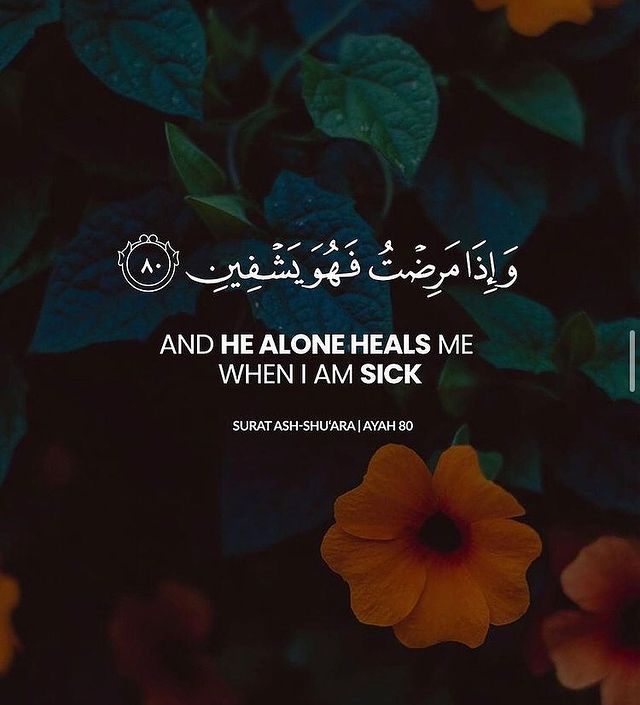 وَإِذَا مَرِضْتُ فَهُوَ يَشْفِينِ ٨٠
AND HE ALONE HEALS ME
WHEN I AM SICK
SURAT ASH-SHU‘ARA | AYAH 80